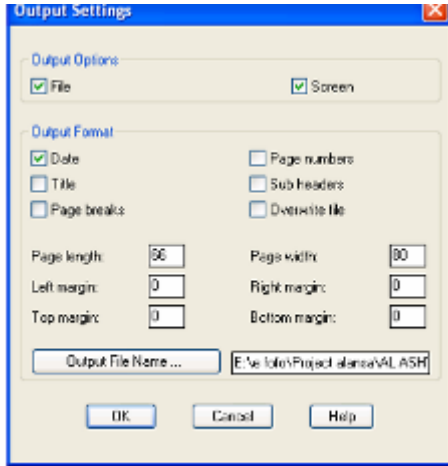 Output Settings
Output Options
File Screen
Output Format
Date Page numbers
Title Sub headers
Page breaks Overwrite file
Page length: 66 Page width: 80
Left margin: 0 Right margin: 0
Top margin: 0 Bottom margin: 0
Output File Name ...
OK Cancel Help